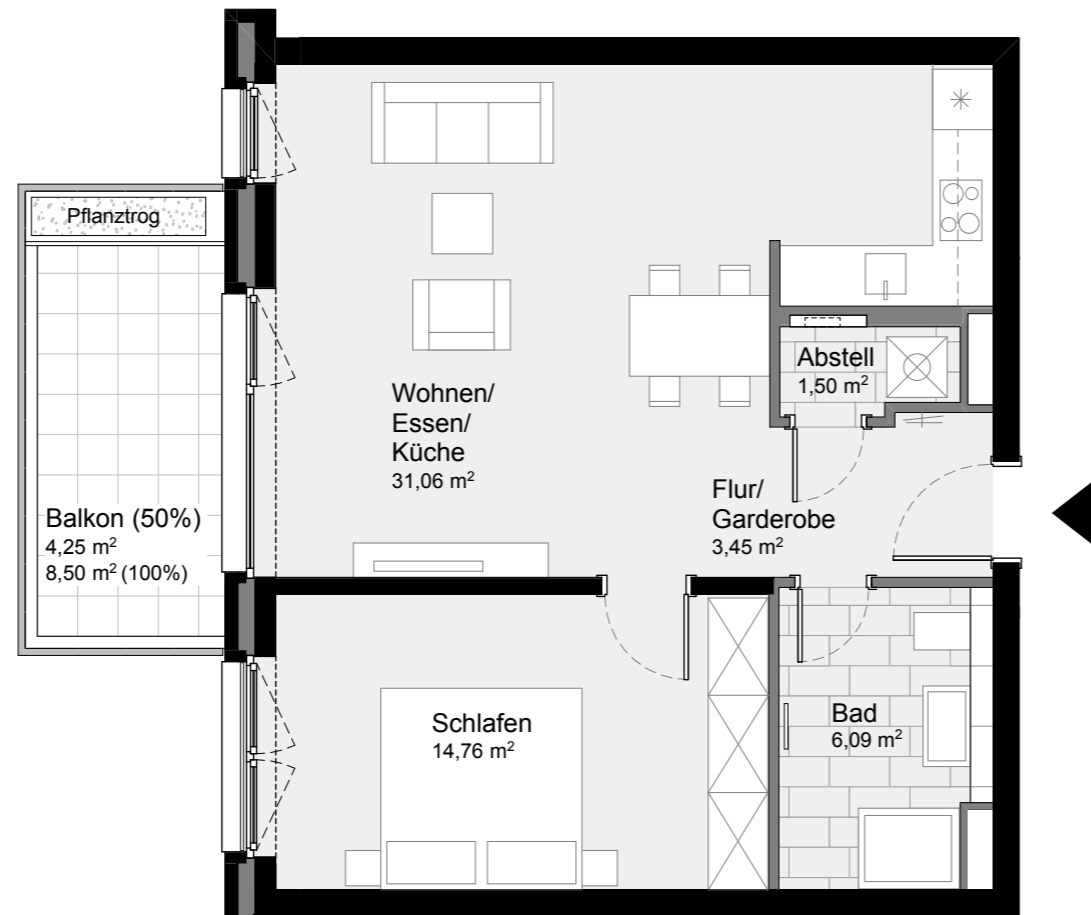 Pflanztrog
Abstell
1,50 m²
Wohnen/
Essen/
Küche
31,06 m²
Flur/
Garderobe
3,45 m²
Balkon (50%)
4,25 m²
8,50 m² (100%)
Schlafen
14,76 m²
Bad
6,09 m²